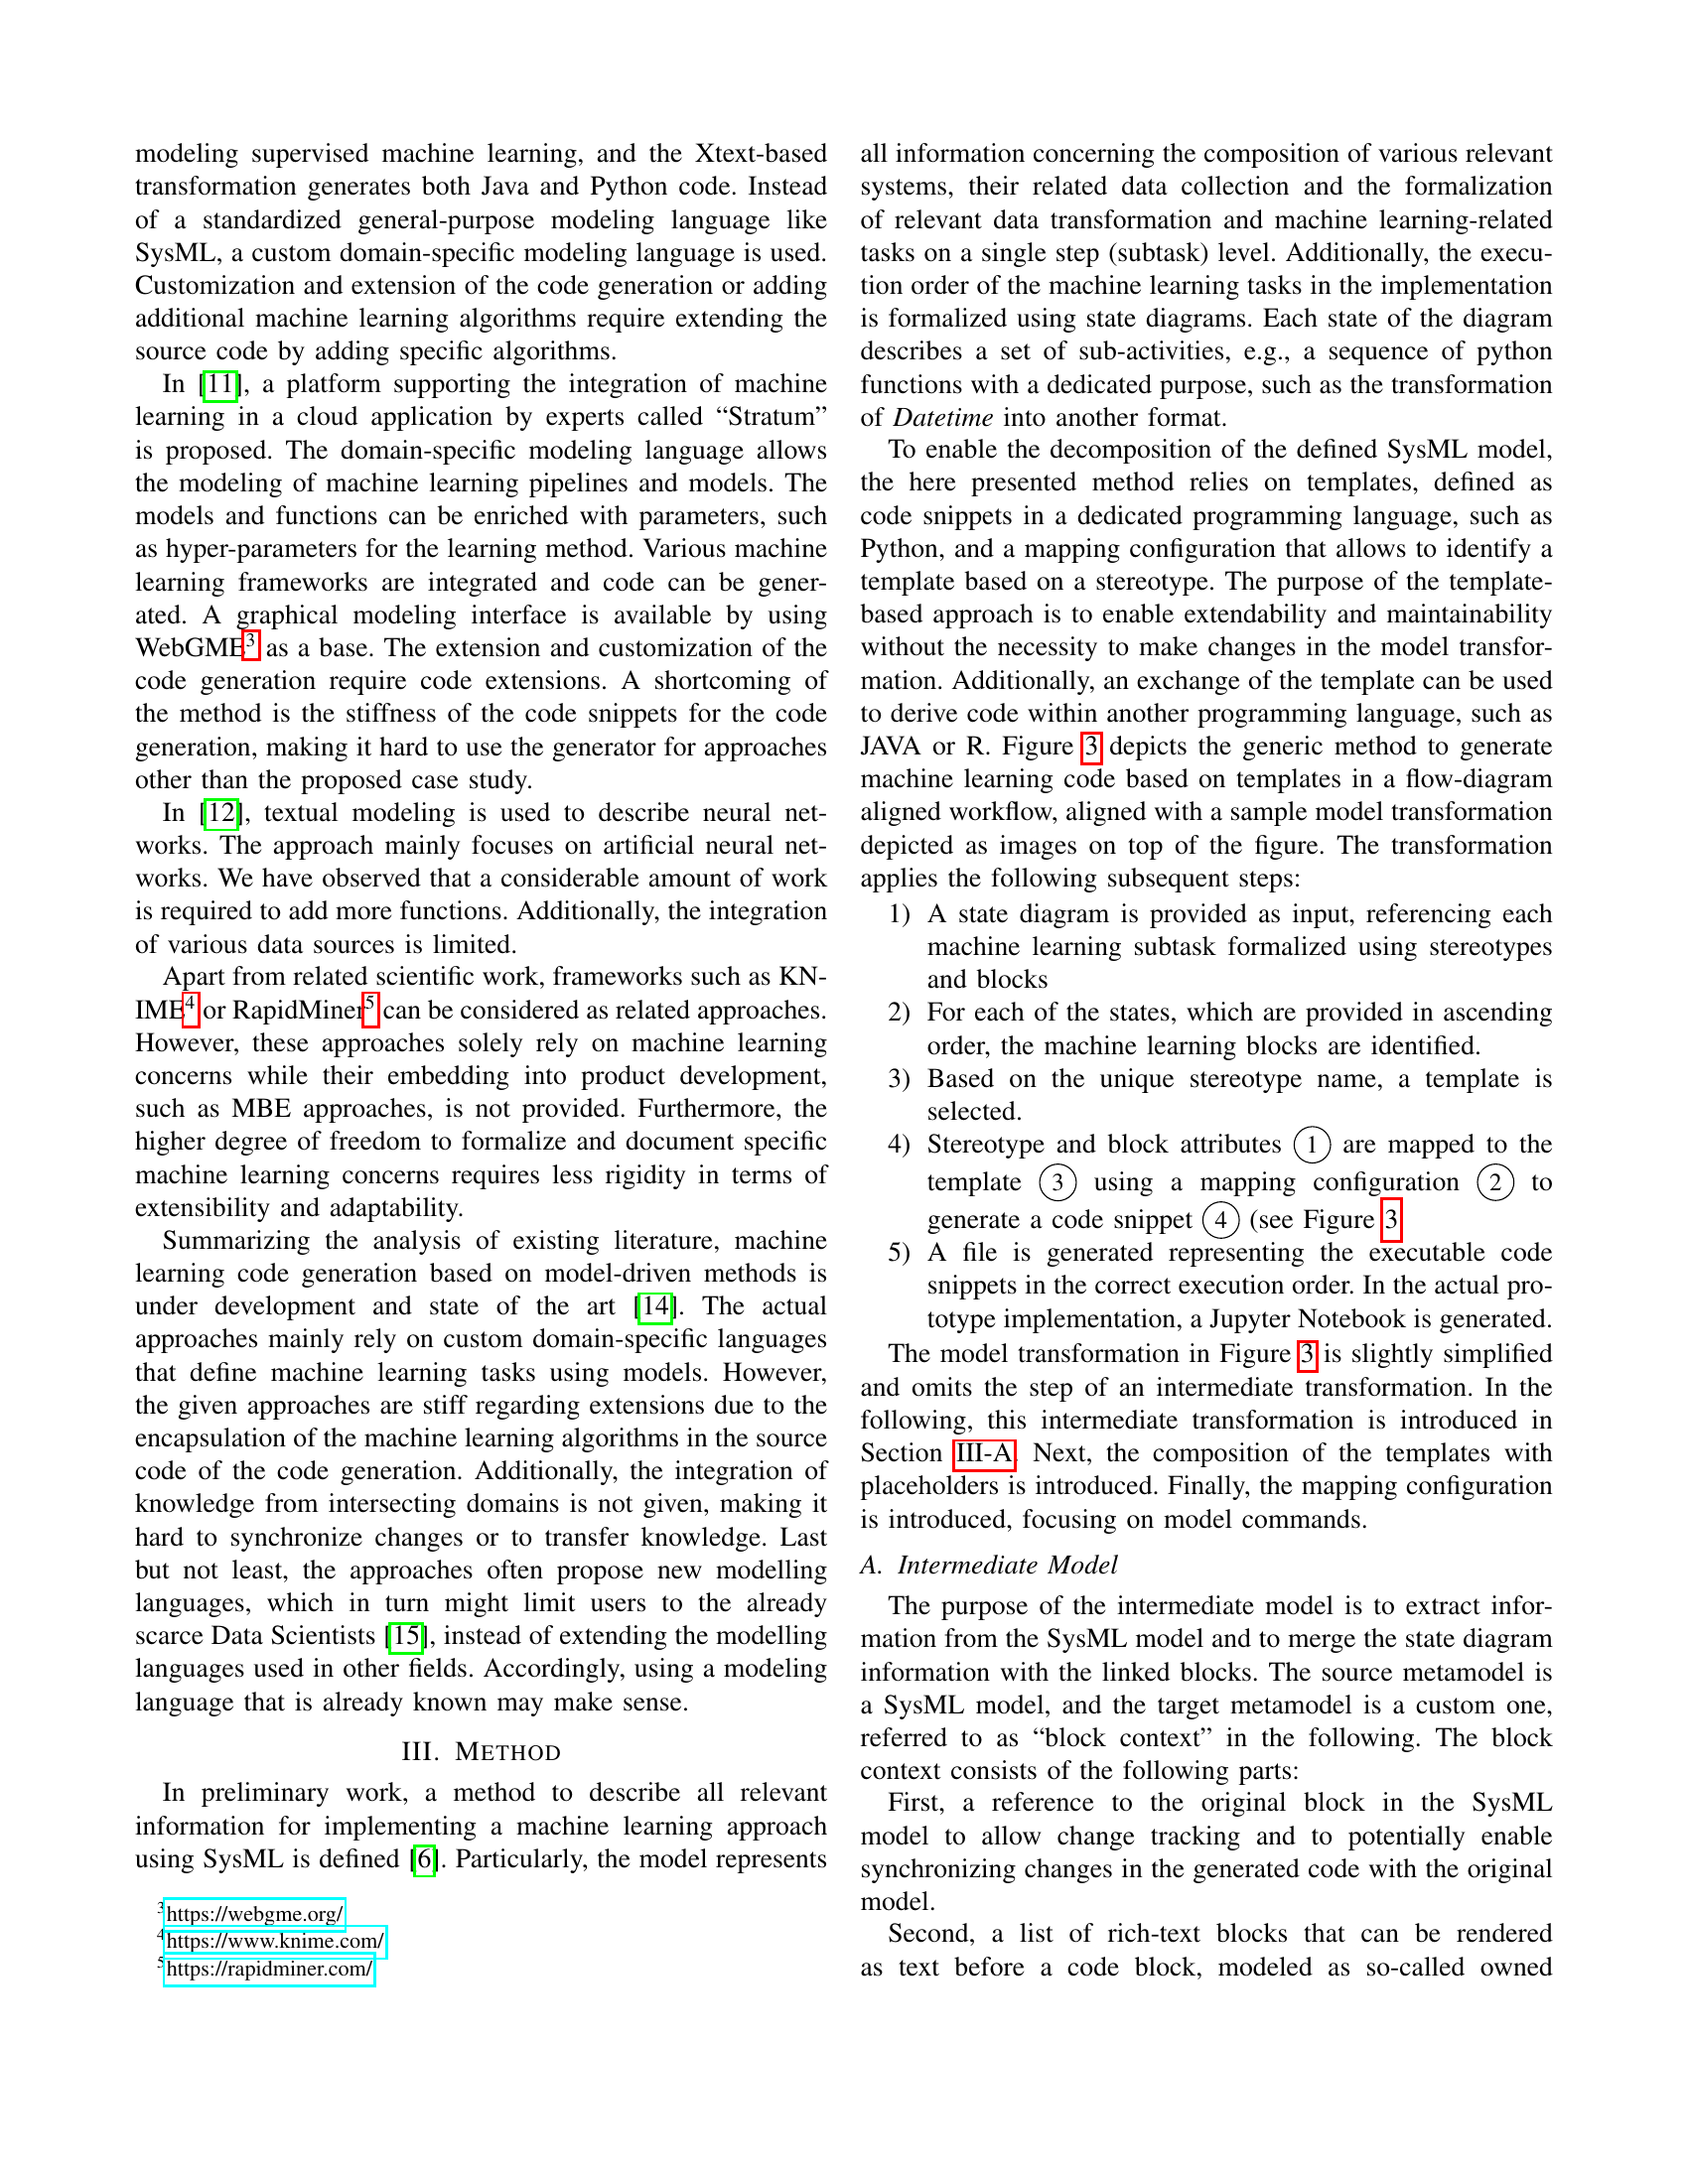 modeling supervised machine learning, and the Xtext-based
transformation generates both Java and Python code. Instead
of a standardized general-purpose modeling language like
SysML, a custom domain-specific modeling language is used.
Customization and extension of the code generation or adding
additional machine learning algorithms require extending the
source code by adding specific algorithms.
In [11], a platform supporting the integration of machine
learning in a cloud application by experts called “Stratum”
is proposed. The domain-specific modeling language allows
the modeling of machine learning pipelines and models. The
models and functions can be enriched with parameters, such
as hyper-parameters for the learning method. Various machine
learning frameworks are integrated and code can be gener-
ated. A graphical modeling interface is available by using
WebGME3 as a base. The extension and customization of the
code generation require code extensions. A shortcoming of
the method is the stiffness of the code snippets for the code
generation, making it hard to use the generator for approaches
other than the proposed case study.
In [12], textual modeling is used to describe neural net-
works. The approach mainly focuses on artificial neural net-
works. We have observed that a considerable amount of work
is required to add more functions. Additionally, the integration
of various data sources is limited.
Apart from related scientific work, frameworks such as KN-
IME4 or RapidMiner5 can be considered as related approaches.
However, these approaches solely rely on machine learning
concerns while their embedding into product development,
such as MBE approaches, is not provided. Furthermore, the
higher degree of freedom to formalize and document specific
machine learning concerns requires less rigidity in terms of
extensibility and adaptability.
Summarizing the analysis of existing literature, machine
learning code generation based on model-driven methods is
under development and state of the art [14]. The actual
approaches mainly rely on custom domain-specific languages
that define machine learning tasks using models. However,
the given approaches are stiff regarding extensions due to the
encapsulation of the machine learning algorithms in the source
code of the code generation. Additionally, the integration of
knowledge from intersecting domains is not given, making it
hard to synchronize changes or to transfer knowledge. Last
but not least, the approaches often propose new modelling
languages, which in turn might limit users to the already
scarce Data Scientists [15], instead of extending the modelling
languages used in other fields. Accordingly, using a modeling
language that is already known may make sense.
III. METHOD
In preliminary work, a method to describe all relevant
information for implementing a machine learning approach
using SysML is defined [6]. Particularly, the model represents
3https://webgme.org/
4https://www.knime.com/
5https://rapidminer.com/
all information concerning the composition of various relevant
systems, their related data collection and the formalization
of relevant data transformation and machine learning-related
tasks on a single step (subtask) level. Additionally, the execu-
tion order of the machine learning tasks in the implementation
is formalized using state diagrams. Each state of the diagram
describes a set of sub-activities, e.g., a sequence of python
functions with a dedicated purpose, such as the transformation
of Datetime into another format.
To enable the decomposition of the defined SysML model,
the here presented method relies on templates, defined as
code snippets in a dedicated programming language, such as
Python, and a mapping configuration that allows to identify a
template based on a stereotype. The purpose of the template-
based approach is to enable extendability and maintainability
without the necessity to make changes in the model transfor-
mation. Additionally, an exchange of the template can be used
to derive code within another programming language, such as
JAVA or R. Figure 3 depicts the generic method to generate
machine learning code based on templates in a flow-diagram
aligned workflow, aligned with a sample model transformation
depicted as images on top of the figure. The transformation
applies the following subsequent steps:
1) A state diagram is provided as input, referencing each
machine learning subtask formalized using stereotypes
and blocks
2) For each of the states, which are provided in ascending
order, the machine learning blocks are identified.
3) Based on the unique stereotype name, a template is
selected.
4) Stereotype and block attributes 1 are mapped to the
template 3 using a mapping configuration 2 to
generate a code snippet 4 (see Figure 3
5) A file is generated representing the executable code
snippets in the correct execution order. In the actual pro-
totype implementation, a Jupyter Notebook is generated.
The model transformation in Figure 3 is slightly simplified
and omits the step of an intermediate transformation. In the
following, this intermediate transformation is introduced in
Section III-A. Next, the composition of the templates with
placeholders is introduced. Finally, the mapping configuration
is introduced, focusing on model commands.
A. Intermediate Model
The purpose of the intermediate model is to extract infor-
mation from the SysML model and to merge the state diagram
information with the linked blocks. The source metamodel is
a SysML model, and the target metamodel is a custom one,
referred to as “block context” in the following. The block
context consists of the following parts:
First, a reference to the original block in the SysML
model to allow change tracking and to potentially enable
synchronizing changes in the generated code with the original
model.
Second, a list of rich-text blocks that can be rendered
as text before a code block, modeled as so-called owned